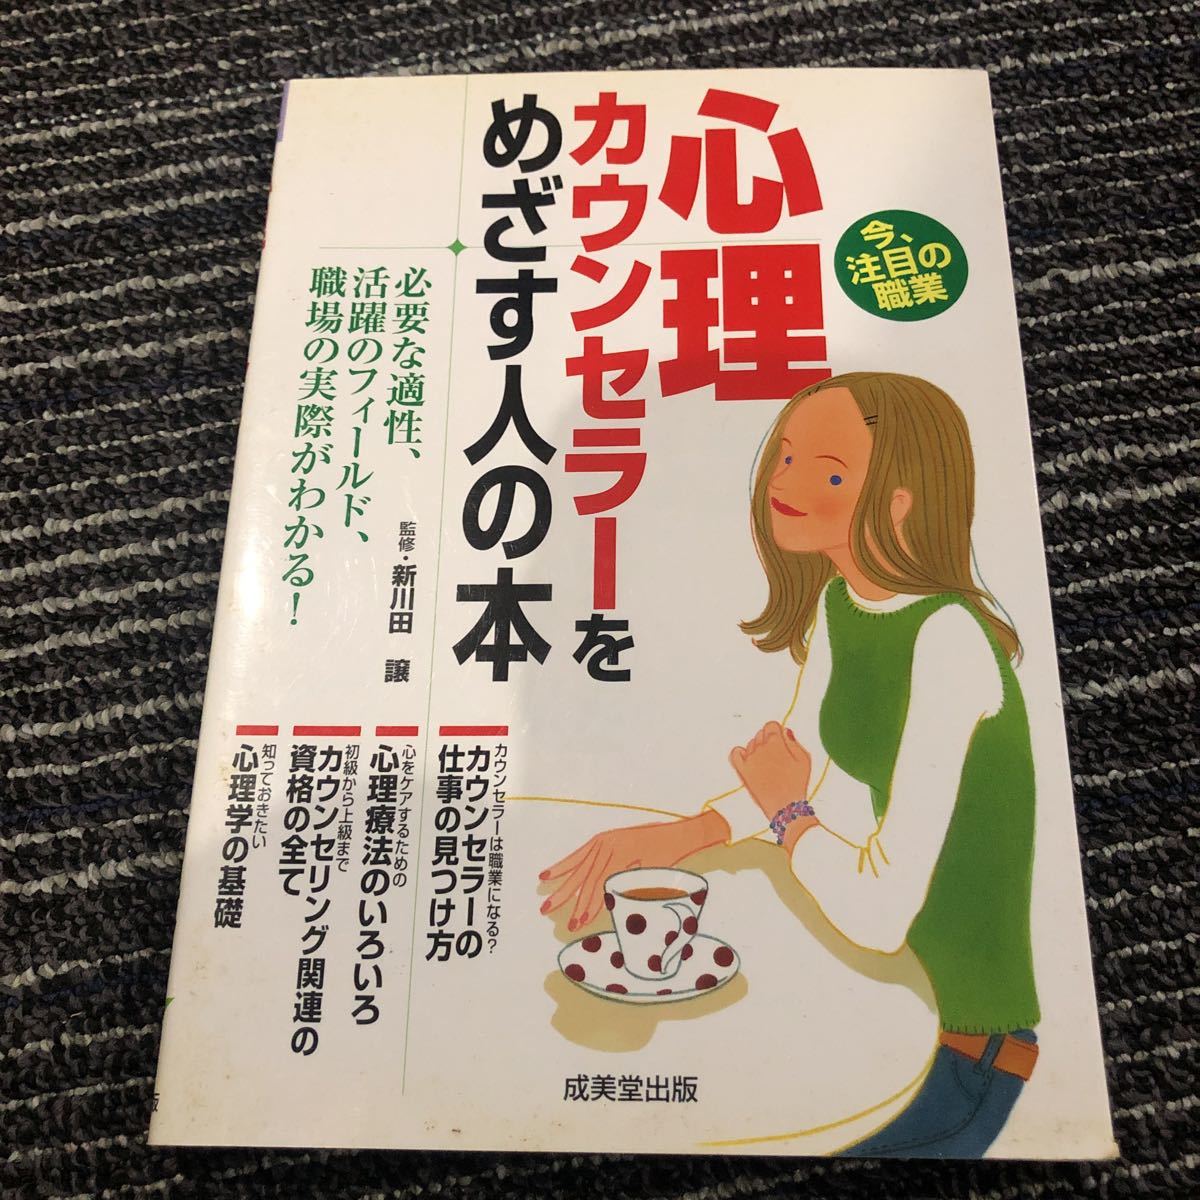 今、
注目の
職業
心理
カウンセラーを
めざす人の本
必要な適性、
活躍のフィールド、
職場の実際がわかる!
監修・新川田 譲
カウンセラーは職業になる?
カウンセラーの
仕事の見つけ方
心をケアするための
心理療法のいろいろ
初級から上級まで
カウンセリング関連の
資格の全て
知っておきたい
心理学の基礎
成美堂出版
版